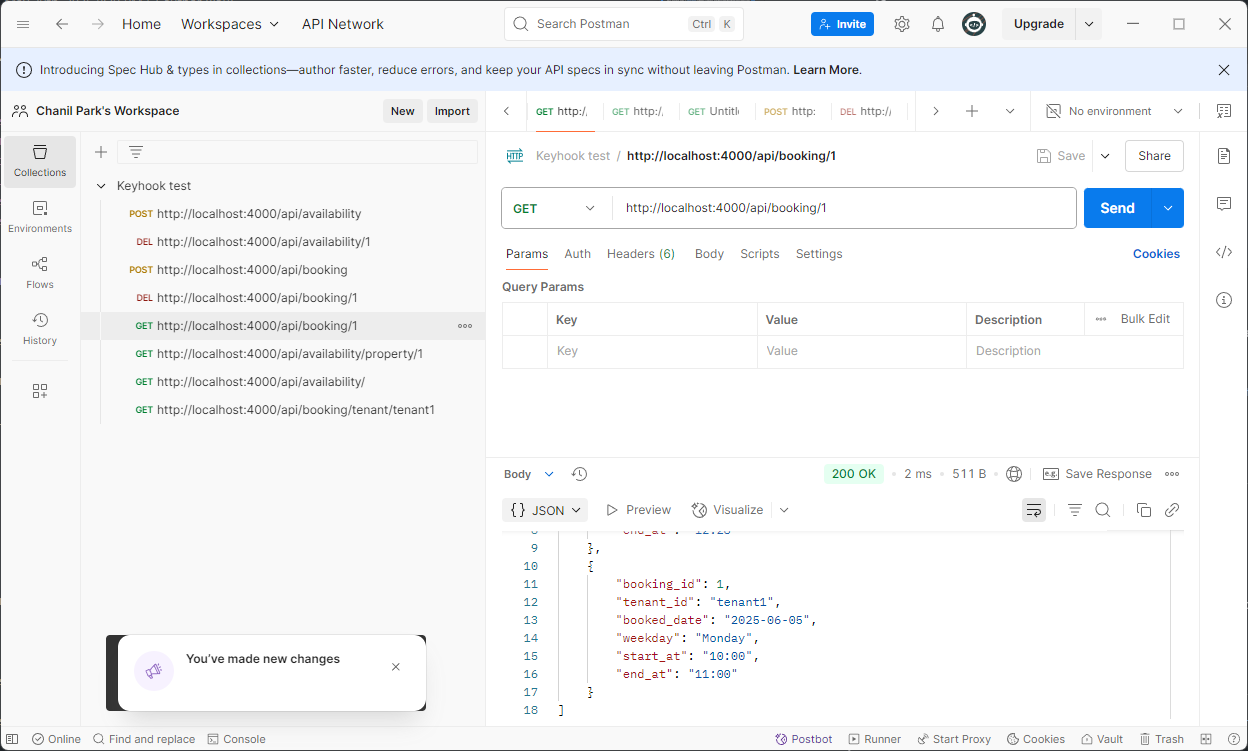 Home Workspaces API Network Search Postman Ctrl K Invite Upgrade
Introducing Spec Hub & types in collections—author faster, reduce errors, and keep your API specs in sync without leaving Postman. Learn More.
Chanil Park's Workspace New Import
GET http:/, GET http:/, GET Untitle POST http: DEL http:// No environment
Collections
Environments
Flows
History
Keyhook test
POST http://localhost:4000/api/availability
DEL http://localhost:4000/api/availability/1
POST http://localhost:4000/api/booking
DEL http://localhost:4000/api/booking/1
GET http://localhost:4000/api/booking/1
GET http://localhost:4000/api/availability/property/1
GET http://localhost:4000/api/availability/
GET http://localhost:4000/api/booking/tenant/tenant1
HTTP Keyhook test / http://localhost:4000/api/booking/1 Save Share
GET http://localhost:4000/api/booking/1 Send
Params Auth Headers (6) Body Scripts Settings Cookies
Query Params
Key Value Description Bulk Edit
Key Value Description
Body 200 OK 2 ms 511 B e.g. Save Response
{} JSON Preview Visualize
9 },
10 {
11 "booking_id": 1,
12 "tenant_id": "tenant1",
13 "booked_date": "2025-06-05",
14 "weekday": "Monday",
15 "start_at": "10:00",
16 "end_at": "11:00"
17 }
18 ]
You've made new changes
Online Find and replace Console Postbot Runner Start Proxy Cookies Vault Trash